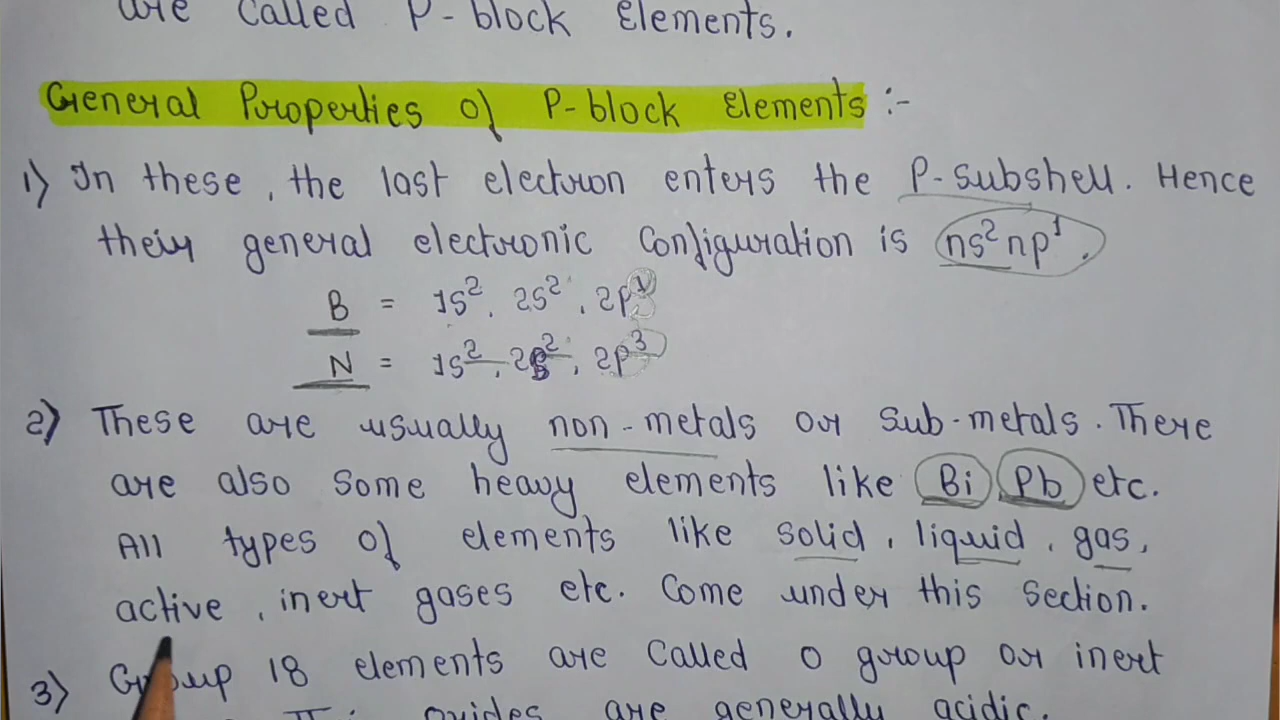 are called P-block Elements.
General Properties of P-block Elements :-
1) In these, the last electron enters the P-subshell. Hence
their general electronic Configuration is ns²np¹.
B = 1s², 2s², 2p¹
N = 1s², 2s², 2p³
2) These are usually non-metals or sub-metals. There
are also some heavy elements like Bi Pb etc.
All types of elements like solid, liquid, gas,
active, inert gases etc. Come under this section.
3) Group 18 elements are called 0 group or inert
oxides are generally acidic.